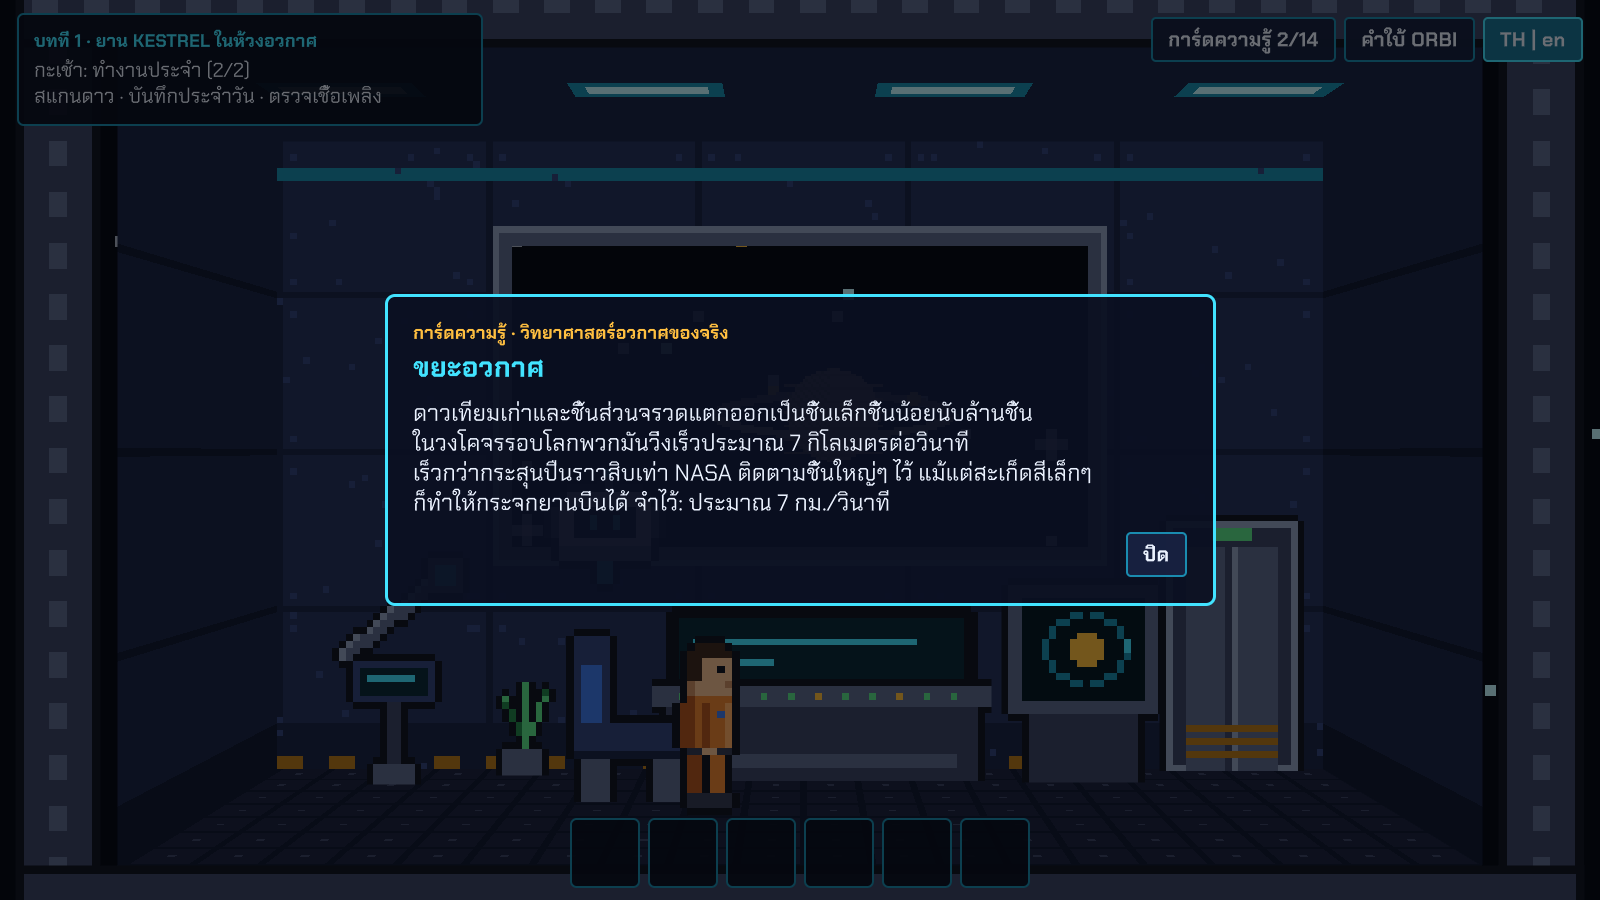 บทที่ 1 · ยาน KESTREL ในห้วงอวกาศ
กะเช้า: ทำงานประจำ (2/2)
สแกนดาว · บันทึกประจำวัน · ตรวจเชื้อเพลิง
การ์ดความรู้ 2/14
คำใบ้ ORBI
TH | en
การ์ดความรู้ · วิทยาศาสตร์อวกาศของจริง
ขยะอวกาศ
ดาวเทียมเก่าและชิ้นส่วนจรวดแตกออกเป็นชิ้นเล็กชิ้นน้อยนับล้านชิ้น
ในวงโคจรรอบโลกพวกมันวิ่งเร็วประมาณ 7 กิโลเมตรต่อวินาที
เร็วกว่ากระสุนปืนราวสิบเท่า NASA ติดตามชิ้นใหญ่ๆ ไว้ แม้แต่สะเก็ดสีเล็กๆ
ก็ทำให้กระจกยานบิ่นได้ จำไว้: ประมาณ 7 กม./วินาที
ปิด